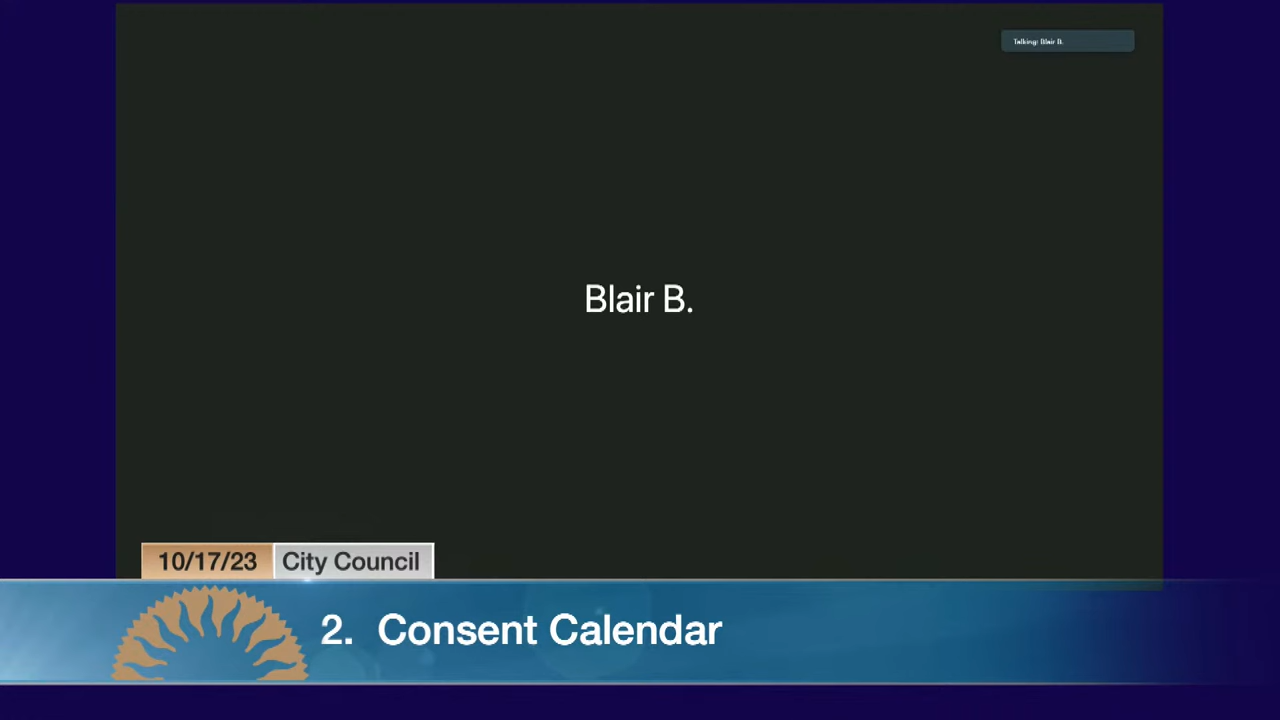 Talking: Blair B.
Blair B.
10/17/23 City Council
2. Consent Calendar